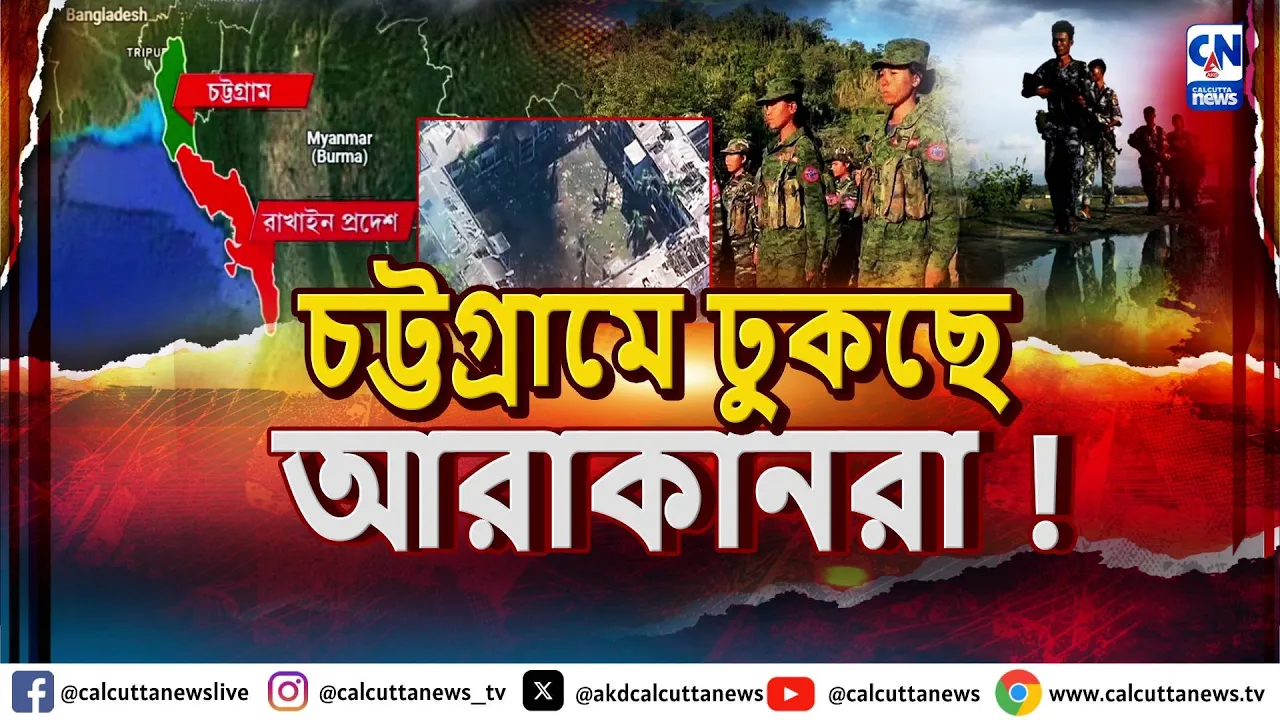 Bangladesh
TRIPU
চট্টগ্রাম
Myanmar
(Burma)
রাখাইন প্রদেশ
CN
AKD
CALCUTTA
news
চট্টগ্রামে ঢুকছে
আরাকানরা !
@calcuttanewslive
@calcuttanews_tv
@akdcalcuttanews
@calcuttanews
www.calcuttanews.tv